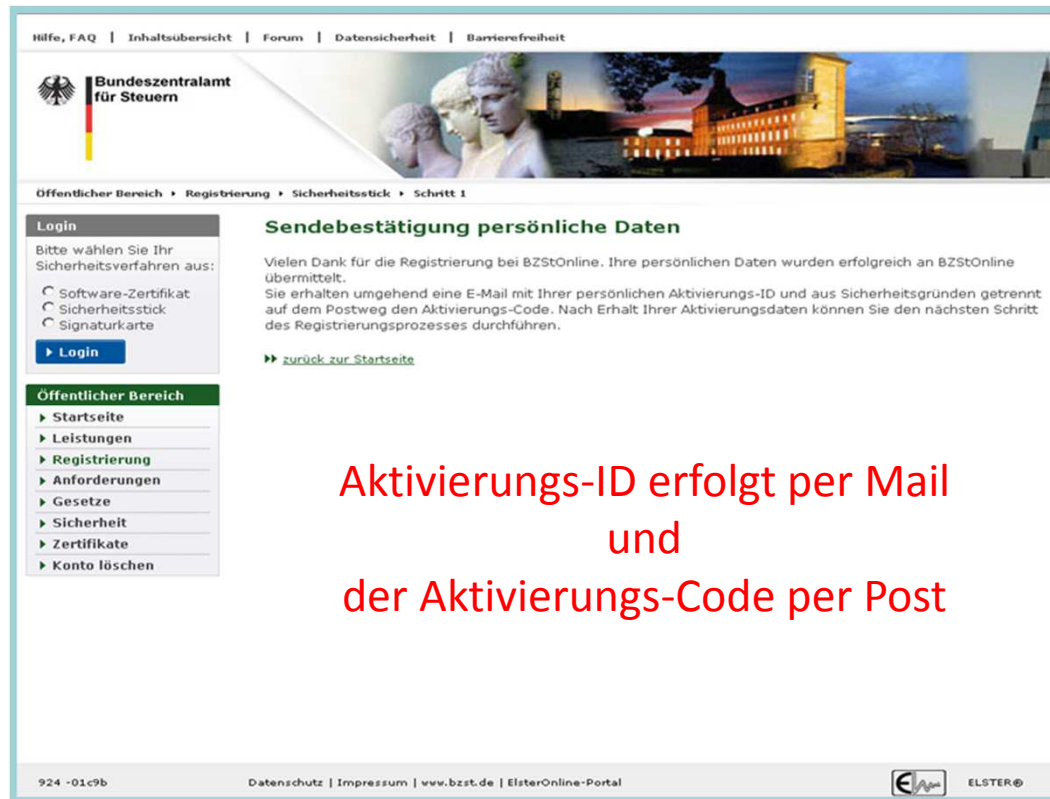 Hilfe, FAQ | Inhaltsübersicht | Forum | Datensicherheit | Barrierefreiheit
Bundeszentralamt
für Steuern
Öffentlicher Bereich Registrierung Sicherheitsstick Schritt 1
Login
Bitte wählen Sie Ihr
Sicherheitsverfahren aus:
Software-Zertifikat
Sicherheitsstick
Signaturkarte
Login
Öffentlicher Bereich
Startseite
Leistungen
Registrierung
Anforderungen
Gesetze
Sicherheit
Zertifikate
Konto löschen
Sendebestätigung persönliche Daten
Vielen Dank für die Registrierung bei BZStOnline. Ihre persönlichen Daten wurden erfolgreich an BZStOnline
übermittelt.
Sie erhalten umgehend eine E-Mail mit Ihrer persönlichen Aktivierungs-ID und aus Sicherheitsgründen getrennt
auf dem Postweg den Aktivierungs-Code. Nach Erhalt Ihrer Aktivierungsdaten können Sie den nächsten Schritt
des Registrierungsprozesses durchführen.
zurück zur Startseite
Aktivierungs-ID erfolgt per Mail
und
der Aktivierungs-Code per Post
924 -01c9b
Datenschutz | Impressum | www.bzst.de | ElsterOnline-Portal
ELSTER®